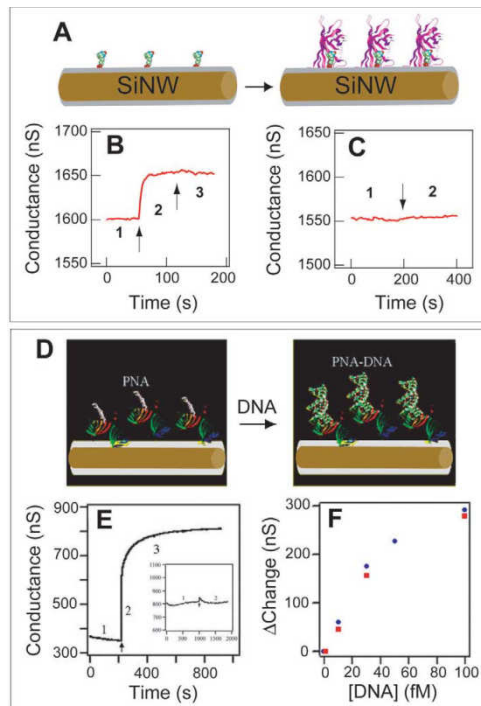 A
SiNW
SiNW
B
Conductance (nS)
1700
1650
1600
1550
1
2
3
0
100
200
Time (s)
C
Conductance (nS)
1650
1600
1550
1500
1
2
0
200
400
Time (s)
D
PNA
DNA
PNA-DNA
E
Conductance (nS)
900
700
500
300
1
2
3
1100
1000
900
800
700
600
1
2
0
500
1000
1500
2000
0
400
800
Time (s)
F
ΔChange (nS)
300
200
100
0
0
20
40
60
80
100
[DNA] (fM)